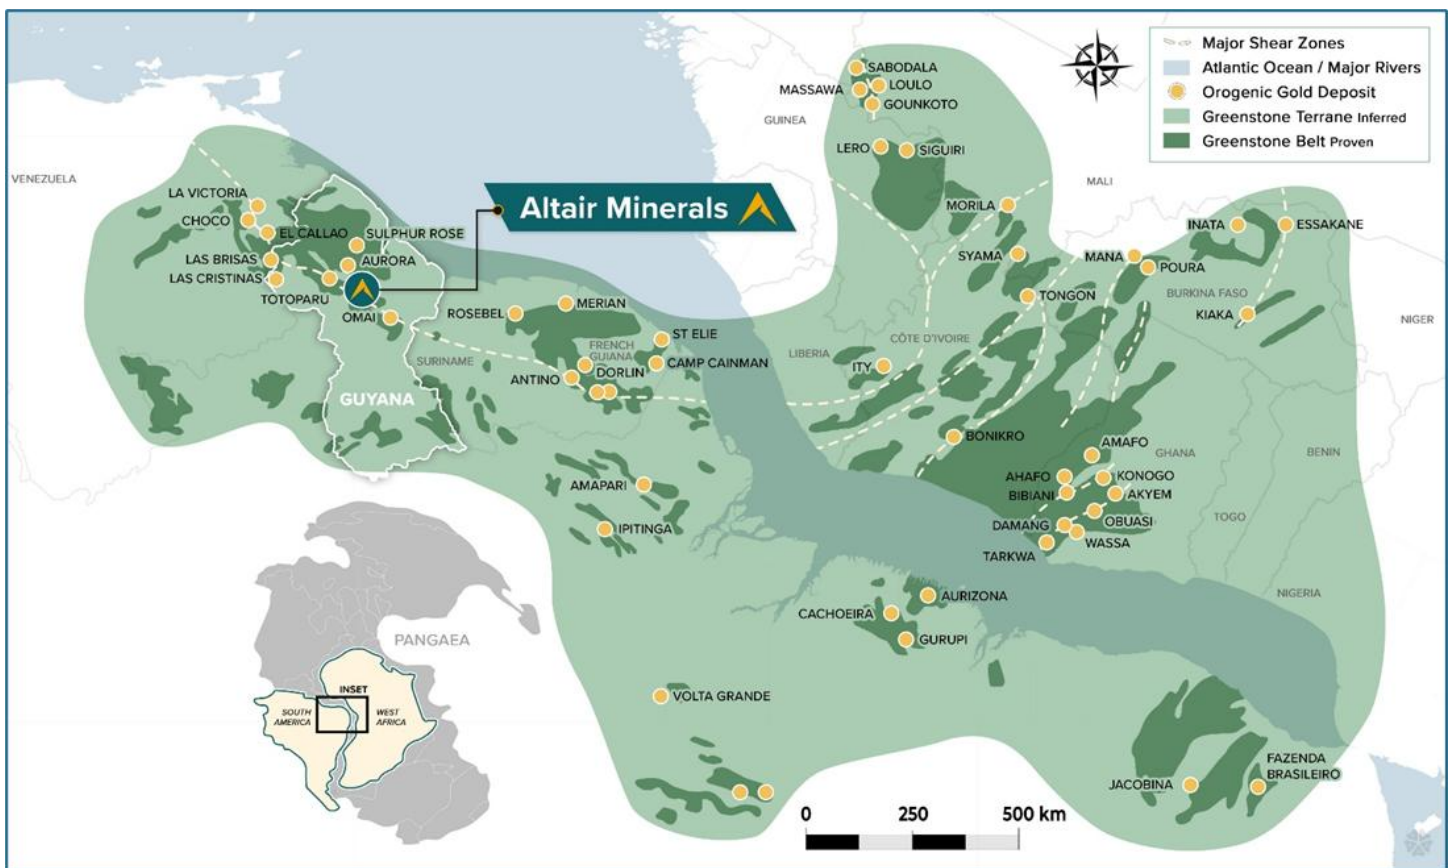 Major Shear Zones
Atlantic Ocean / Major Rivers
Orogenic Gold Deposit
Greenstone Terrane Inferred
Greenstone Belt Proven
SABODALA
MASSAWA
LOULO
GOUNKOTO
GUINEA
LERO
SIGUIRI
MALI
VENEZUELA
LA VICTORIA
CHOCO
EL CALLAO
SULPHUR ROSE
LAS BRISAS
AURORA
LAS CRISTINAS
TOTOPARU
OMAI
Altair Minerals
MORILA
SYAMA
INATA
ESSAKANE
MANA
POURA
BURKINA FASO
KIAKA
NIGER
TONGON
ROSEBEL
MERIAN
ST ELIE
FRENCH
GUIANA
CAMP CAINMAN
SURINAME
ANTINO
DORLIN
GUYANA
LIBERIA
CÔTE D'IVOIRE
ITY
BONIKRO
AMAFO
GHANA
BENIN
AHAFO
KONOGO
BIBIANI
AKYEM
OBUASI
DAMANG
WASSA
TARKWA
TOGO
NIGERIA
AMAPARI
IPITINGA
AURIZONA
CACHOEIRA
GURUPI
VOLTA GRANDE
PANGAEA
INSET
SOUTH
AMERICA
WEST
AFRICA
JACOBINA
FAZENDA
BRASILEIRO
0 250 500 km